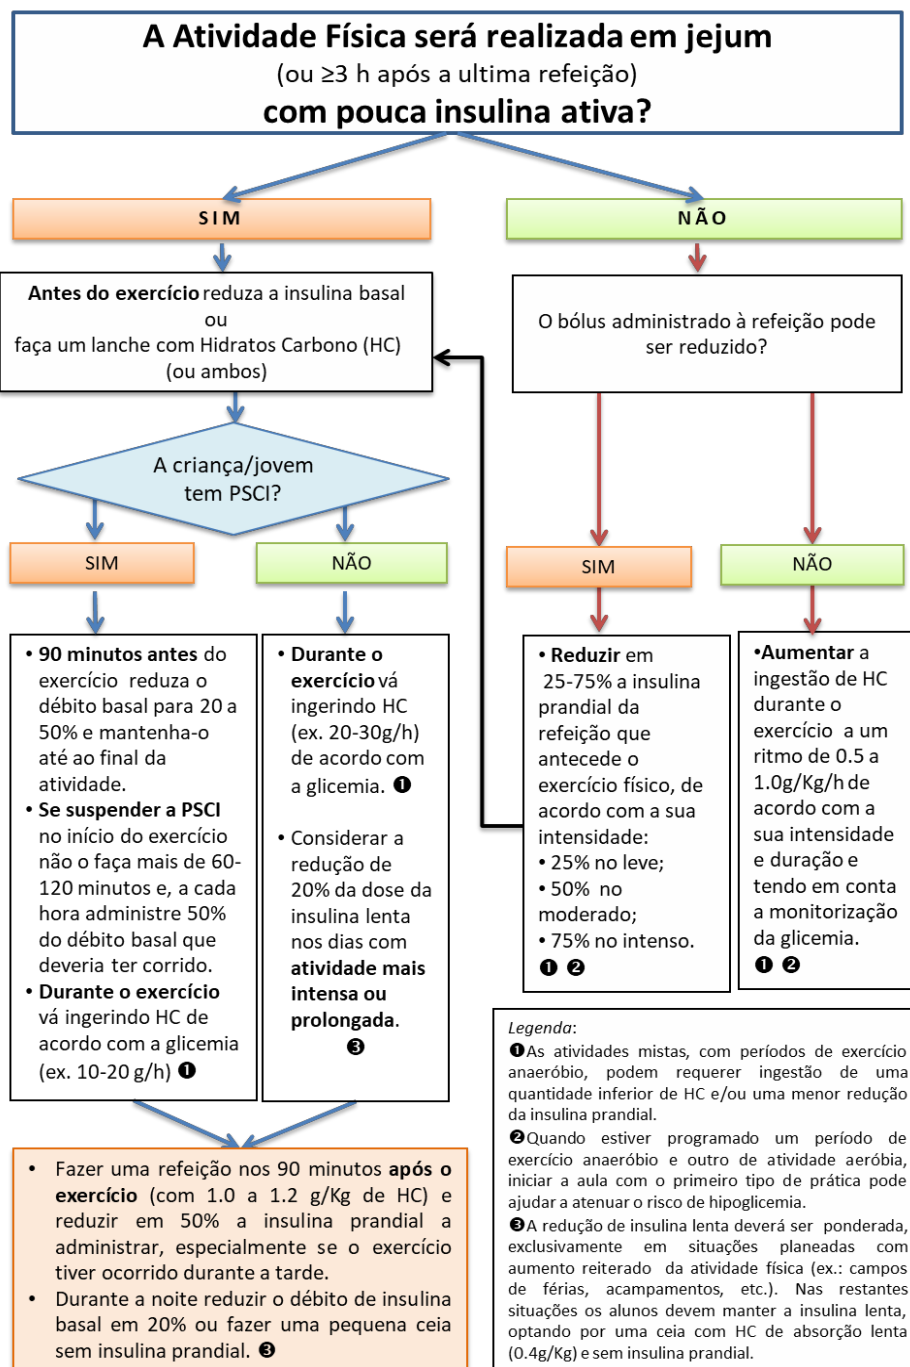 A Atividade Física será realizada em jejum
(ou ≥3 h após a ultima refeição)
com pouca insulina ativa?
SIM
NÃO
Antes do exercício reduza a insulina basal
ou
faça um lanche com Hidratos Carbono (HC)
(ou ambos)
O bólus administrado à refeição pode
ser reduzido?
A criança/jovem
tem PSCI?
SIM
NÃO
SIM
NÃO
• 90 minutos antes do
exercício reduza o
débito basal para 20 a
50% e mantenha-o
até ao final da
atividade.
• Se suspender a PSCI
no início do exercício
não o faça mais de 60-
120 minutos e, a cada
hora administre 50%
do débito basal que
deveria ter corrido.
• Durante o exercício
vá ingerindo HC de
acordo com a glicemia
(ex. 10-20 g/h) ❶
• Durante o
exercício vá
ingerindo HC
(ex. 20-30g/h)
de acordo com
a glicemia. ❶
• Considerar a
redução de
20% da dose da
insulina lenta
nos dias com
atividade mais
intensa ou
prolongada.
❸
• Reduzir em
25-75% a insulina
prandial da
refeição que
antecede o
exercício físico, de
acordo com a sua
intensidade:
• 25% no leve;
• 50% no
moderado;
• 75% no intenso.
❶ ❷
•Aumentar a
ingestão de HC
durante o
exercício a um
ritmo de 0.5 a
1.0g/Kg/h de
acordo com a
sua intensidade
e duração e
tendo em conta
a monitorização
da glicemia.
❶ ❷
• Fazer uma refeição nos 90 minutos após o
exercício (com 1.0 a 1.2 g/Kg de HC) e
reduzir em 50% a insulina prandial a
administrar, especialmente se o exercício
tiver ocorrido durante a tarde.
• Durante a noite reduzir o débito de insulina
basal em 20% ou fazer uma pequena ceia
sem insulina prandial. ❸
Legenda:
❶As atividades mistas, com períodos de exercício
anaeróbio, podem requerer ingestão de uma
quantidade inferior de HC e/ou uma menor redução
da insulina prandial.
❷Quando estiver programado um período de
exercício anaeróbio e outro de atividade aeróbia,
iniciar a aula com o primeiro tipo de prática pode
ajudar a atenuar o risco de hipoglicemia.
❸A redução de insulina lenta deverá ser ponderada,
exclusivamente em situações planeadas com
aumento reiterado da atividade física (ex.: campos
de férias, acampamentos, etc.). Nas restantes
situações os alunos devem manter a insulina lenta,
optando por uma ceia com HC de absorção lenta
(0.4g/Kg) e sem insulina prandial.